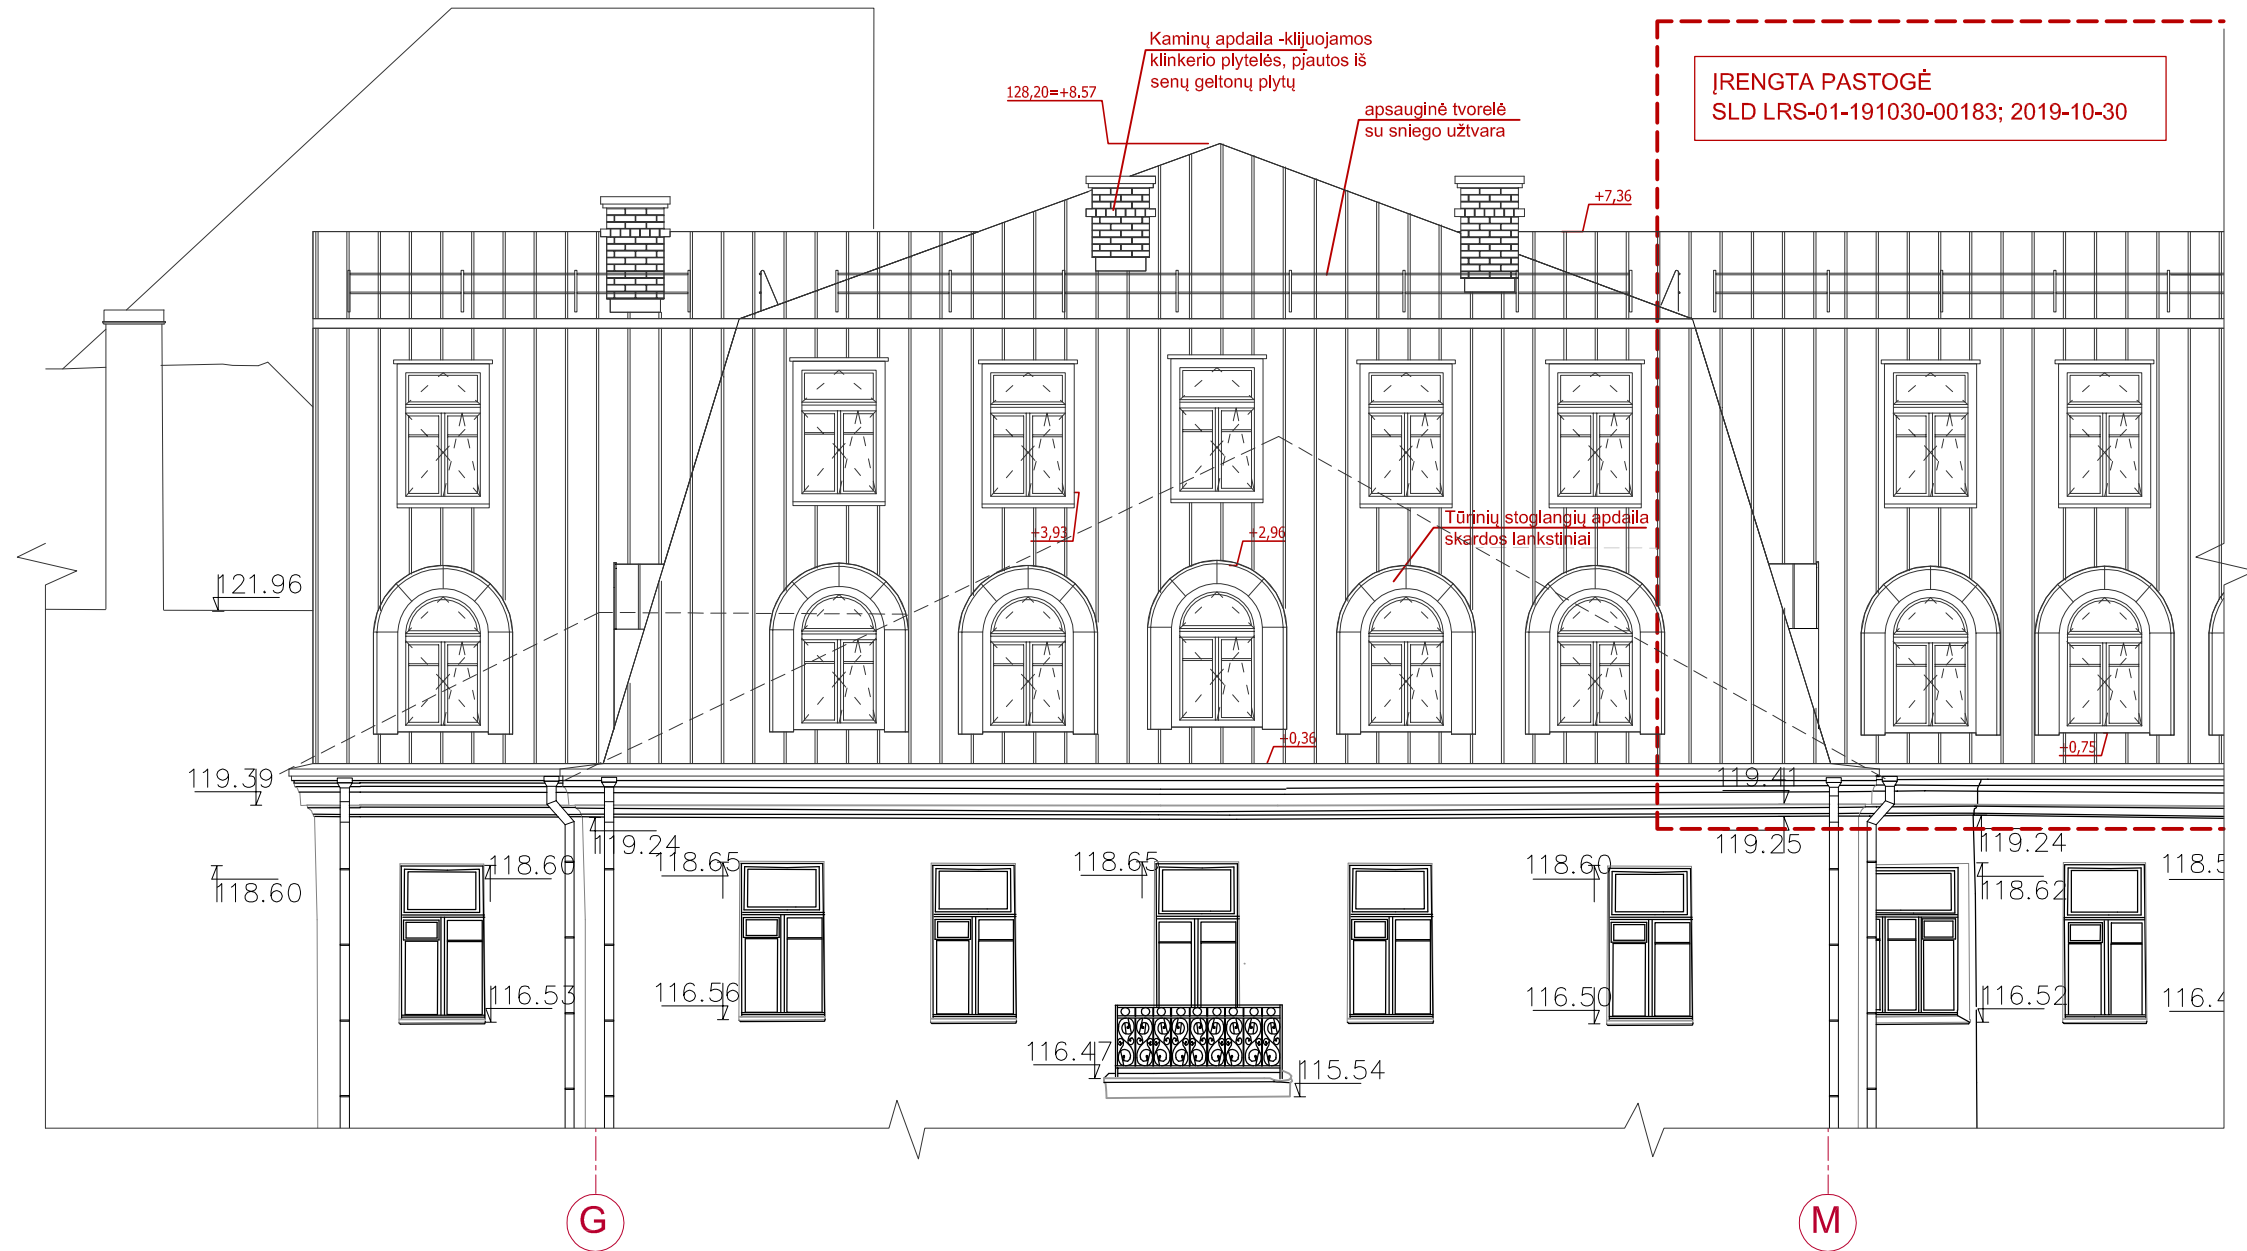 Kaminų apdaila -klijuojamos
klinkerio plytelės, pjautos iš
senų geltonų plytų
128,20=+8.57
apsauginė tvorelė
su sniego užtvara
ĮRENGTA PASTOGĖ
SLD LRS-01-191030-00183; 2019-10-30
+7,36
+3,93
+2,96
Tūrinių stoglangių apdaila
skardos lankstiniai
121.96
+0,36
+0,75
119.39
119.41
119.24
119.25
119.24
118.60
118.60
118.65
118.65
118.60
118.62
118.5
116.53
116.56
116.50
116.52
116.4
116.47
115.54
G
M